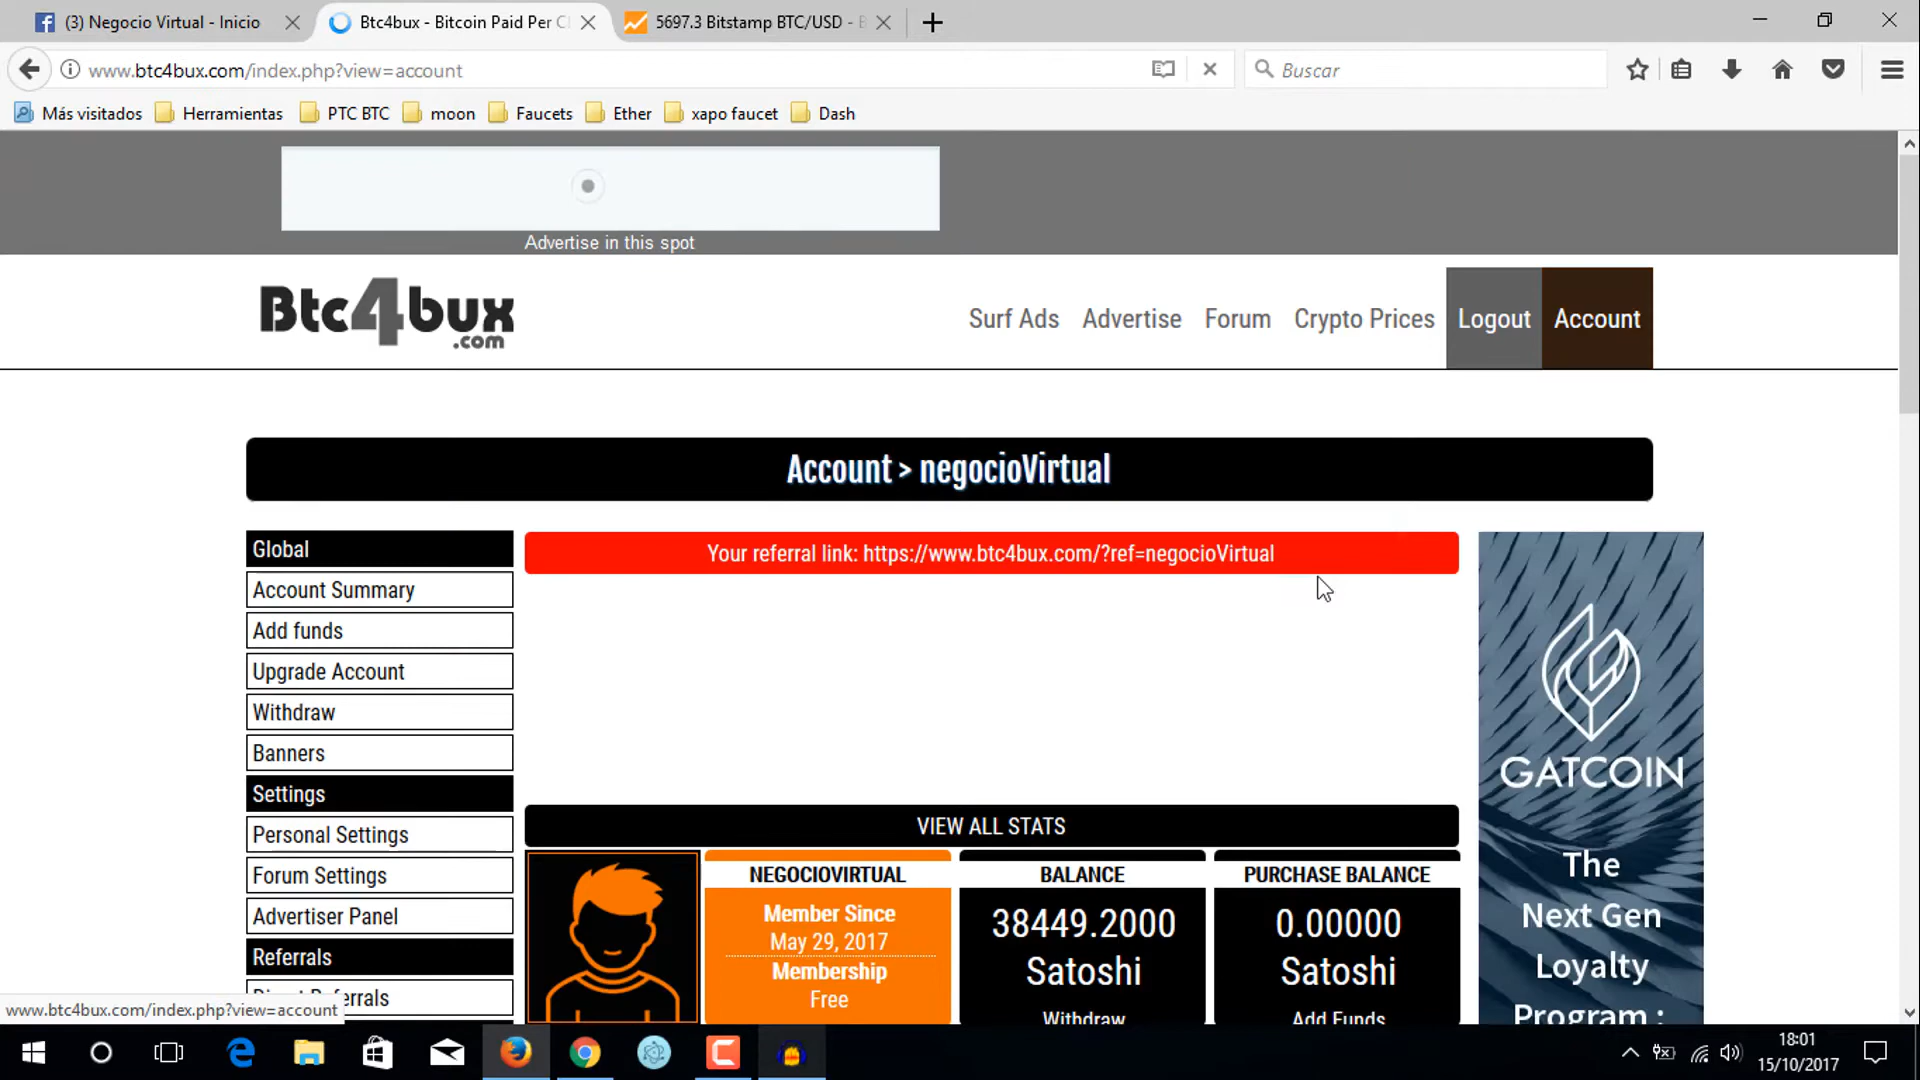 (3) Negocio Virtual - Inicio
Btc4bux - Bitcoin Paid Per C
5697.3 Bitstamp BTC/USD -
www.btc4bux.com/index.php?view=account
Buscar
Más visitados
Herramientas
PTC BTC
moon
Faucets
Ether
xapo faucet
Dash
Advertise in this spot
Btc4bux
.com
Surf Ads
Advertise
Forum
Crypto Prices
Logout
Account
Account > negocioVirtual
Global
Account Summary
Add funds
Upgrade Account
Withdraw
Banners
Settings
Personal Settings
Forum Settings
Advertiser Panel
Referrals
Your referral link: https://www.btc4bux.com/?ref=negocioVirtual
VIEW ALL STATS
NEGOCIOVIRTUAL
Member Since
May 29, 2017
Membership
Free
BALANCE
38449.2000
Satoshi
Withdraw
PURCHASE BALANCE
0.00000
Satoshi
Add Funds
GATCOIN
The
Next Gen
Loyalty
Program :
www.btc4bux.com/index.php?view=account
18:01
15/10/2017